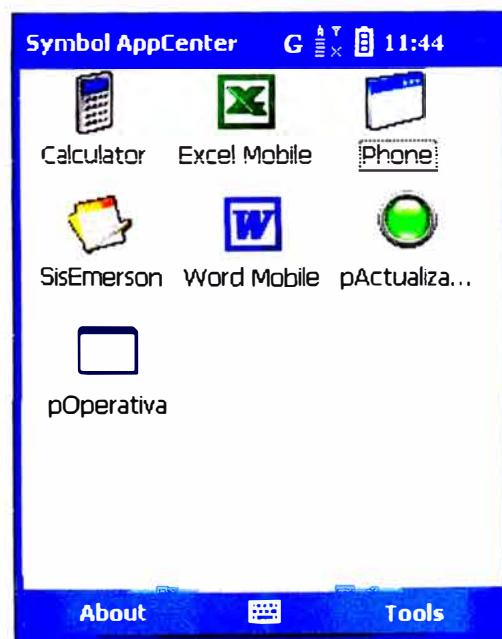 Symbol AppCenter G 11:44
Calculator Excel Mobile Phone
SisEmerson Word Mobile pActualiza...
pOperativa
About Tools